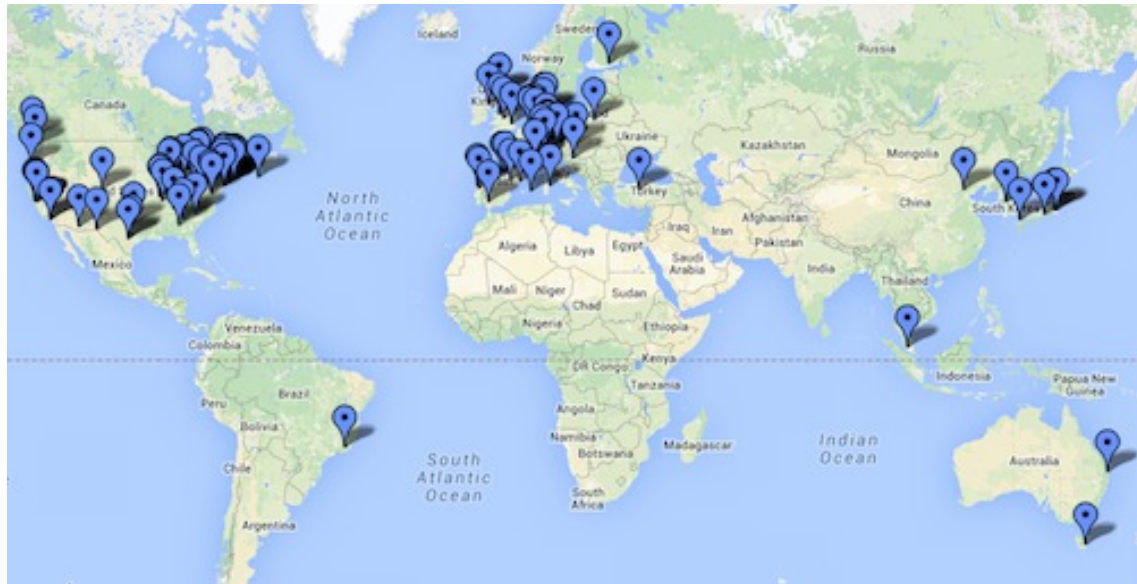 Iceland
Sweden
Norway
Russia
Canada
Ukraine
Kazakhstan
Mongolia
North
Atlantic
Ocean
Turkey
China
South Korea
Afghanistan
Iraq
Iran
Pakistan
Algeria
Libya
Egypt
Saudi
Arabia
Mexico
India
Thailand
Mali
Niger
Sudan
Chad
Nigeria
Ethiopia
Venezuela
Colombia
Kenya
DR Congo
Indonesia
Papua New
Guinea
Tanzania
Brazil
Peru
Angola
Bolivia
Namibia
Madagascar
Indian
Ocean
Botswana
South
Atlantic
Ocean
Australia
Chile
South
Africa
Argentina